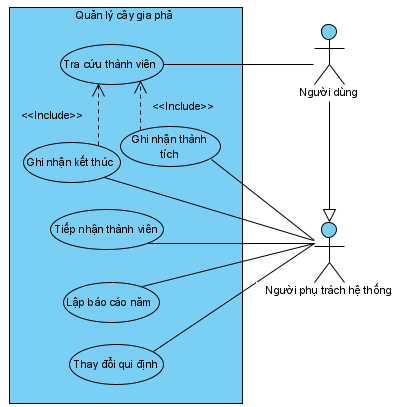 Quản lý cây gia phả
Tra cứu thành viên
Người dùng
<<Include>>
<<Include>>
Ghi nhận thành
tích
Ghi nhận kết thúc
Tiếp nhận thành viên
Người phụ trách hệ thống
Lập báo cáo năm
Thay đổi qui định